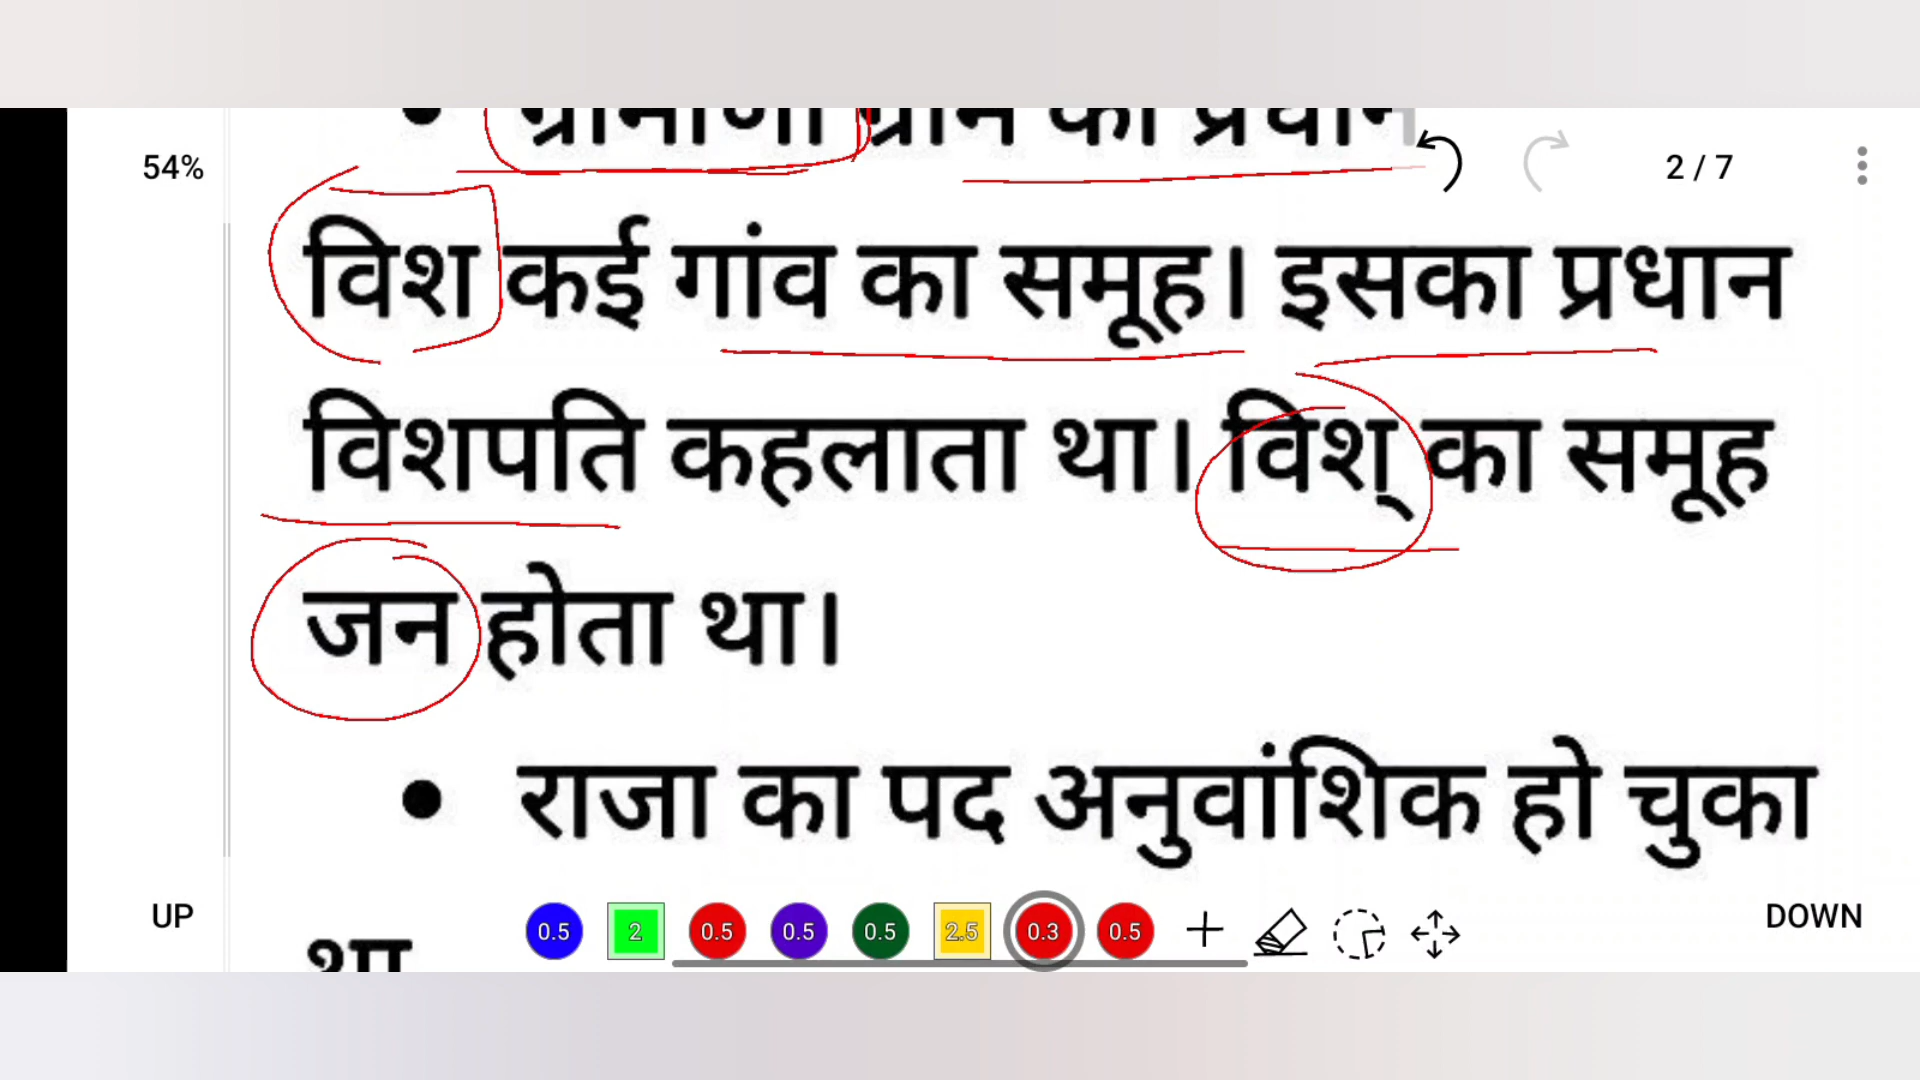 ग्रामीणी ग्राम का प्रधान
54%
2 / 7
विश कई गांव का समूह। इसका प्रधान
विशपति कहलाता था। विश् का समूह
जन होता था।
• राजा का पद अनुवांशिक हो चुका
था
UP
0.5 2 0.5 0.5 0.5 2.5 0.3 0.5
DOWN